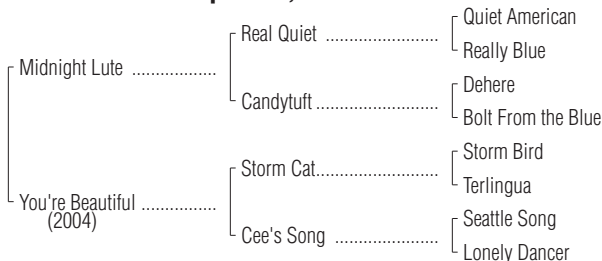 Quiet American
Real Quiet ......................
Really Blue
Midnight Lute .................
Dehere
Candytuft ........................
Bolt From the Blue
Storm Bird
Storm Cat........................
Terlingua
You're Beautiful ...............
(2004)
Seattle Song
Cee's Song ....................
Lonely Dancer